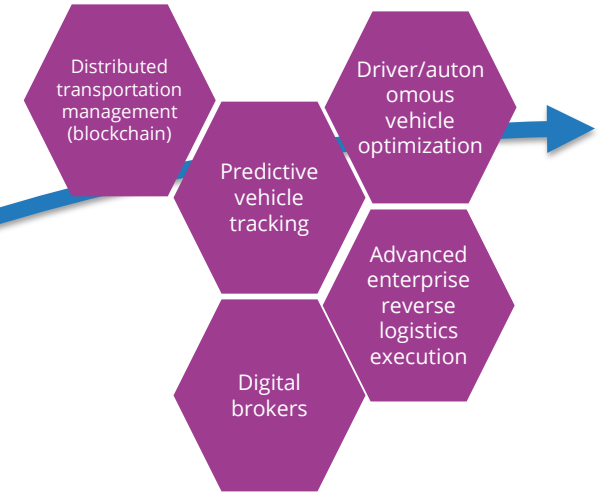 Distributed
transportation
management
(blockchain)
Driver/auton
omous
vehicle
optimization
Predictive
vehicle
tracking
Advanced
enterprise
reverse
logistics
execution
Digital
brokers